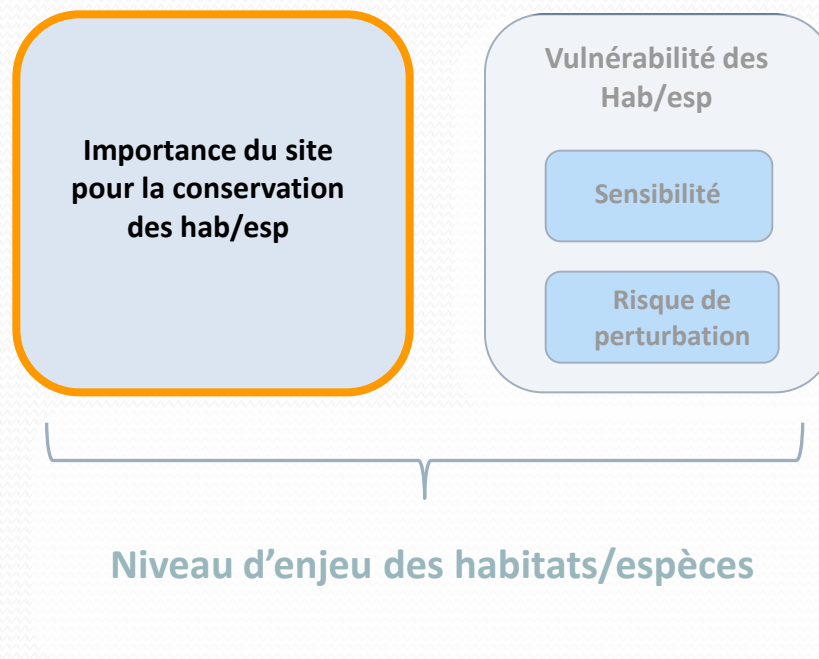 Importance du site
pour la conservation
des hab/esp
Vulnérabilité des
Hab/esp
Sensibilité
Risque de
perturbation
Niveau d’enjeu des habitats/espèces